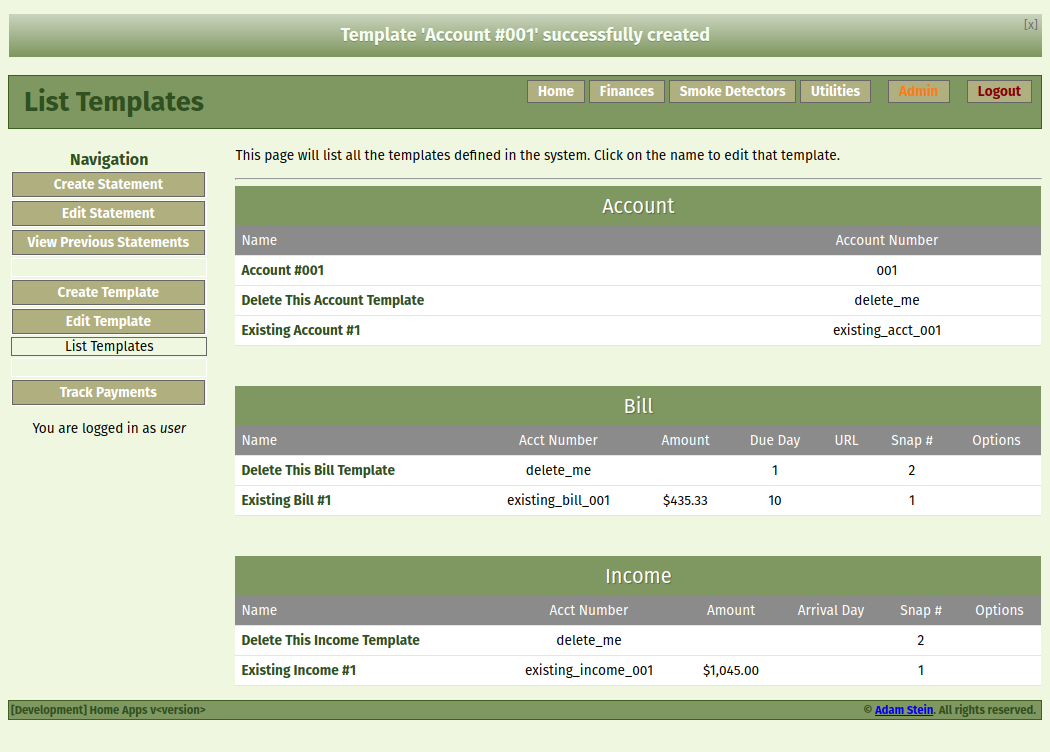 Template 'Account #001' successfully created
[x]
List Templates
Home Finances Smoke Detectors Utilities Admin Logout
Navigation
Create Statement
Edit Statement
View Previous Statements
Create Template
Edit Template
List Templates
Track Payments
You are logged in as user
This page will list all the templates defined in the system. Click on the name to edit that template.
Account
Name Account Number
Account #001 001
Delete This Account Template delete_me
Existing Account #1 existing_acct_001
Bill
Name Acct Number Amount Due Day URL Snap # Options
Delete This Bill Template delete_me 1 2
Existing Bill #1 existing_bill_001 $435.33 10 1
Income
Name Acct Number Amount Arrival Day Snap # Options
Delete This Income Template delete_me 2
Existing Income #1 existing_income_001 $1,045.00 1
[Development] Home Apps v<version> © Adam Stein. All rights reserved.